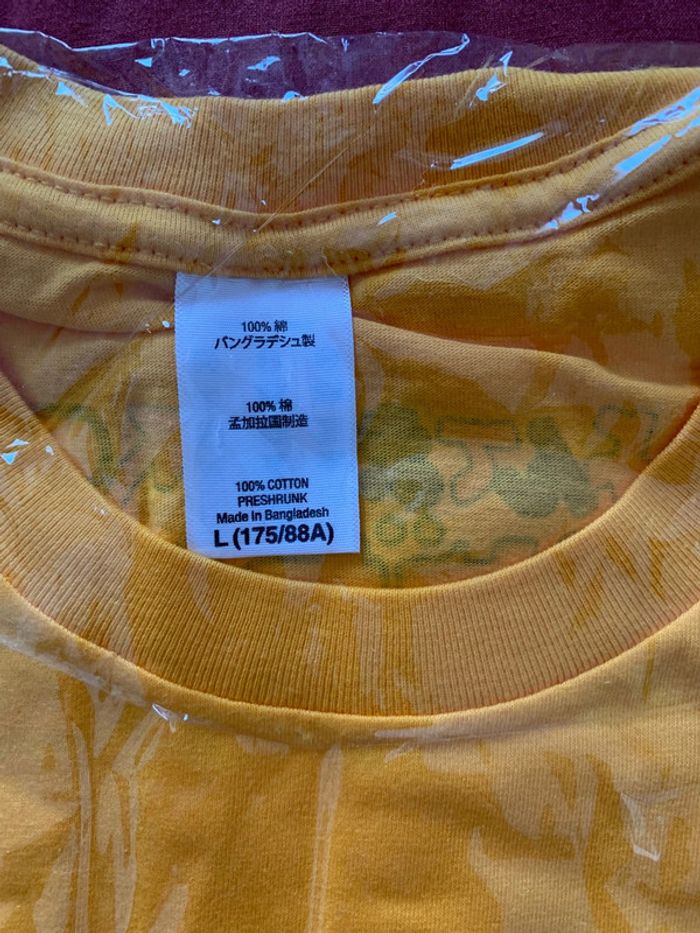 100% 綿
バングラデシュ製
100% 棉
孟加拉国制造
100% COTTON
PRESHRUNK
Made in Bangladesh
L (175/88A)